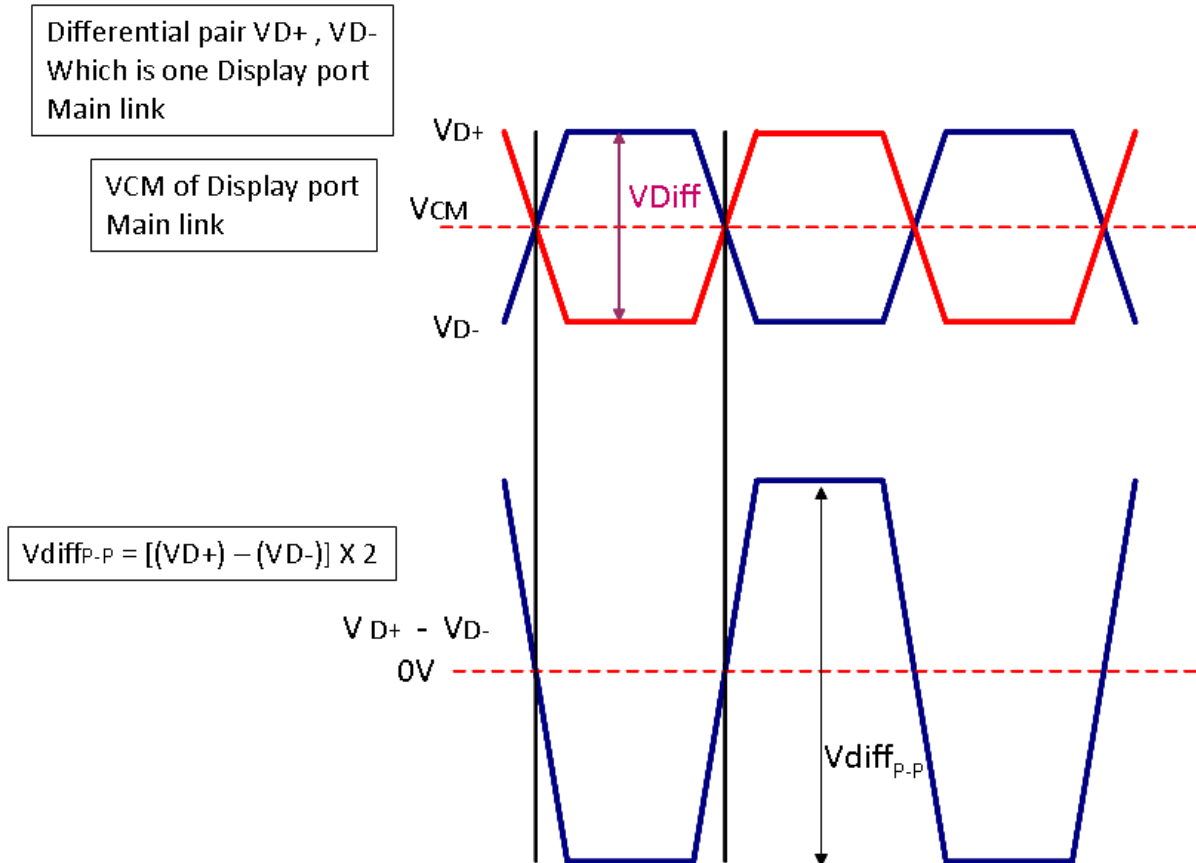 Differential pair VD+ , VD-
Which is one Display port
Main link
VD+
VDiff
VCM of Display port
Main link
VCM
VD-
VdiffP-P = [(VD+) – (VD-)] X 2
V D+ - VD-
0V
VdiffP-P